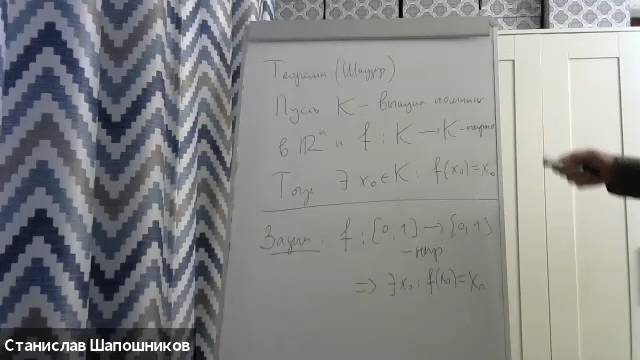 Теорема (Шаудер)
Пусть K – выпукл компакт
в ℝⁿ и f : K → K – непр
Тогда ∃ x₀ ∈ K : f(x₀) = x₀
Задача : f : [0, 1] → [0, 1]
– непр
⇒ ∃ x₀ : f(x₀) = x₀
Станислав Шапошников